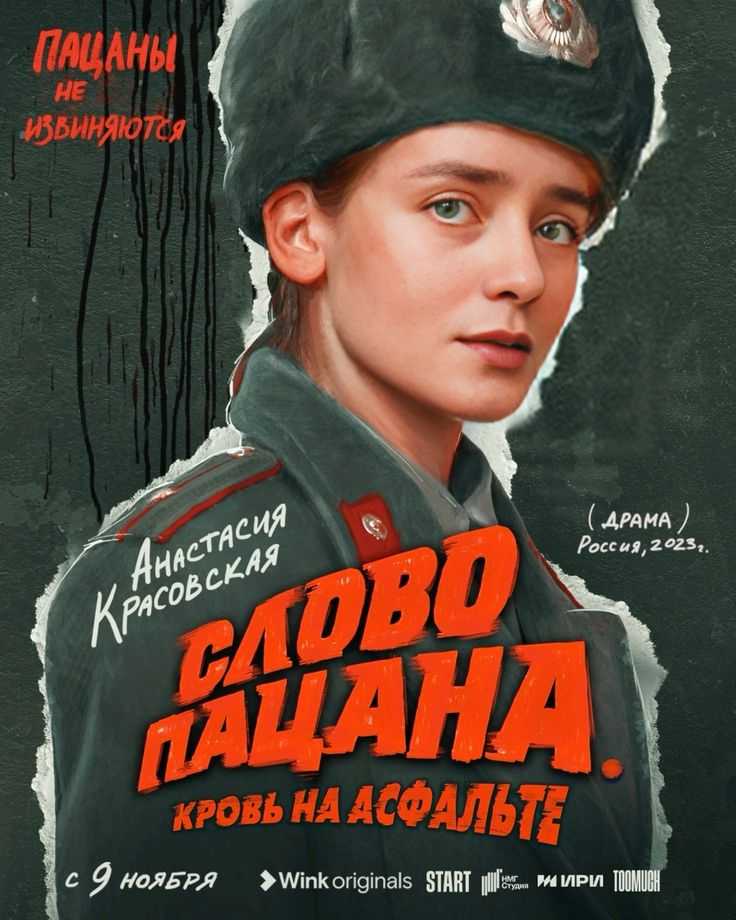 ПАЦАНЫ
НЕ
ИЗВИНЯЮТСЯ
АНАСТАСИЯ
КРАСОВСКАЯ
(ДРАМА)
РОССИЯ, 2023г.
СЛОВО
ПАЦАНА.
КРОВЬ НА АСФАЛЬТЕ
с 9 НОЯБРЯ
Wink originals START НМГ Студия ИРИ TOOMUCH